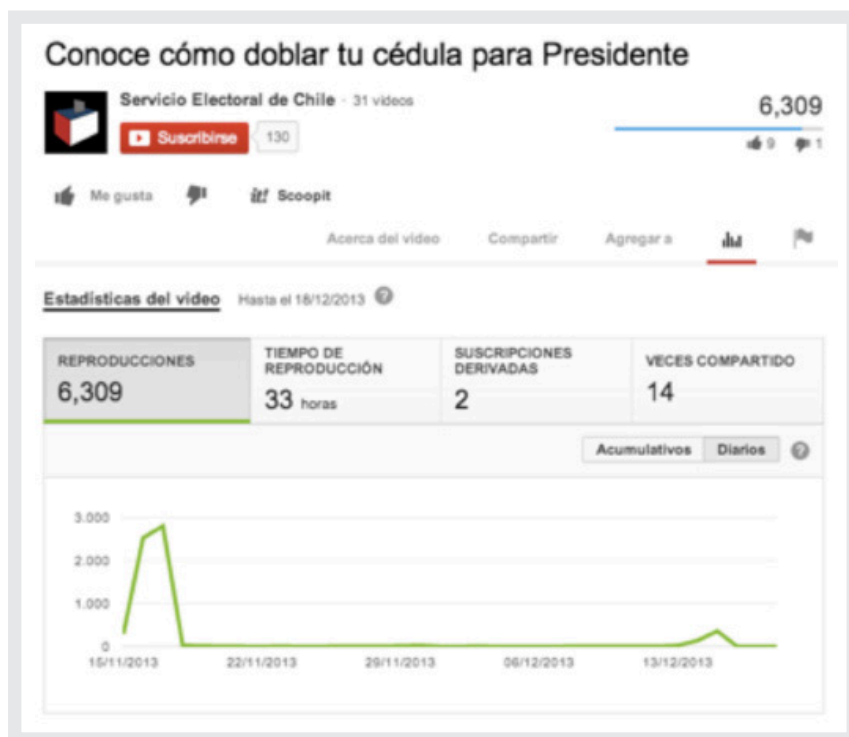 Conoce cómo doblar tu cédula para Presidente
Servicio Electoral de Chile · 31 videos
Suscribirse 130
6,309
9 1
Me gusta it! Scoopit
Acerca del video Compartir Agregar a
Estadísticas del video Hasta el 18/12/2013 ?
REPRODUCCIONES
6,309
TIEMPO DE
REPRODUCCIÓN
33 horas
SUSCRIPCIONES
DERIVADAS
2
VECES COMPARTIDO
14
Acumulativos Diarios ?
3.000
2.000
1.000
0
15/11/2013 22/11/2013 29/11/2013 06/12/2013 13/12/2013